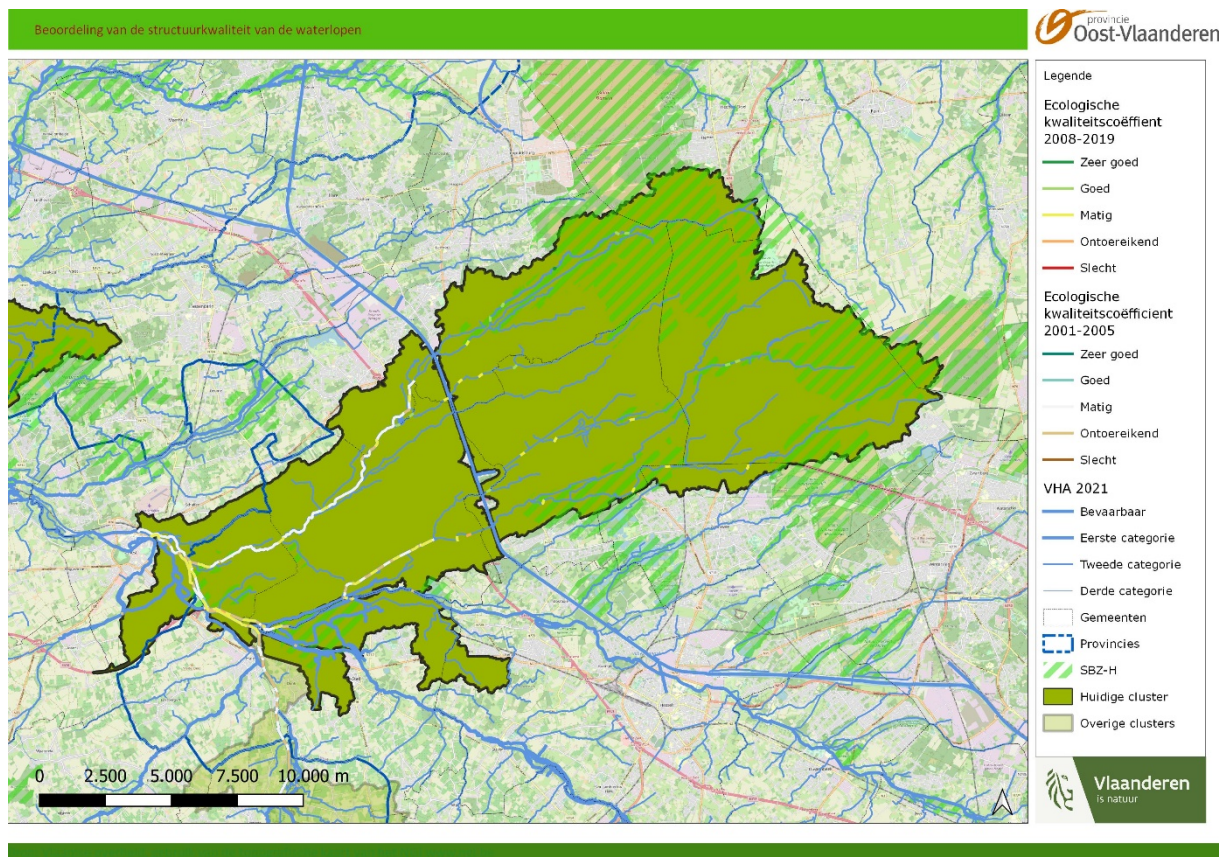 Beoordeling van de structuurkwaliteit van de waterlopen
provincie
Oost-Vlaanderen
Legende
Ecologische
kwaliteitscoëffient
2008-2019
Zeer goed
Goed
Matig
Ontoereikend
Slecht
Ecologische
kwaliteitscoëfficient
2001-2005
Zeer goed
Goed
Matig
Ontoereikend
Slecht
VHA 2021
Bevaarbaar
Eerste categorie
Tweede categorie
Derde categorie
Gemeenten
Provincies
SBZ-H
Huidige cluster
Overige clusters
0 2.500 5.000 7.500 10.000 m
Vlaanderen
is natuur